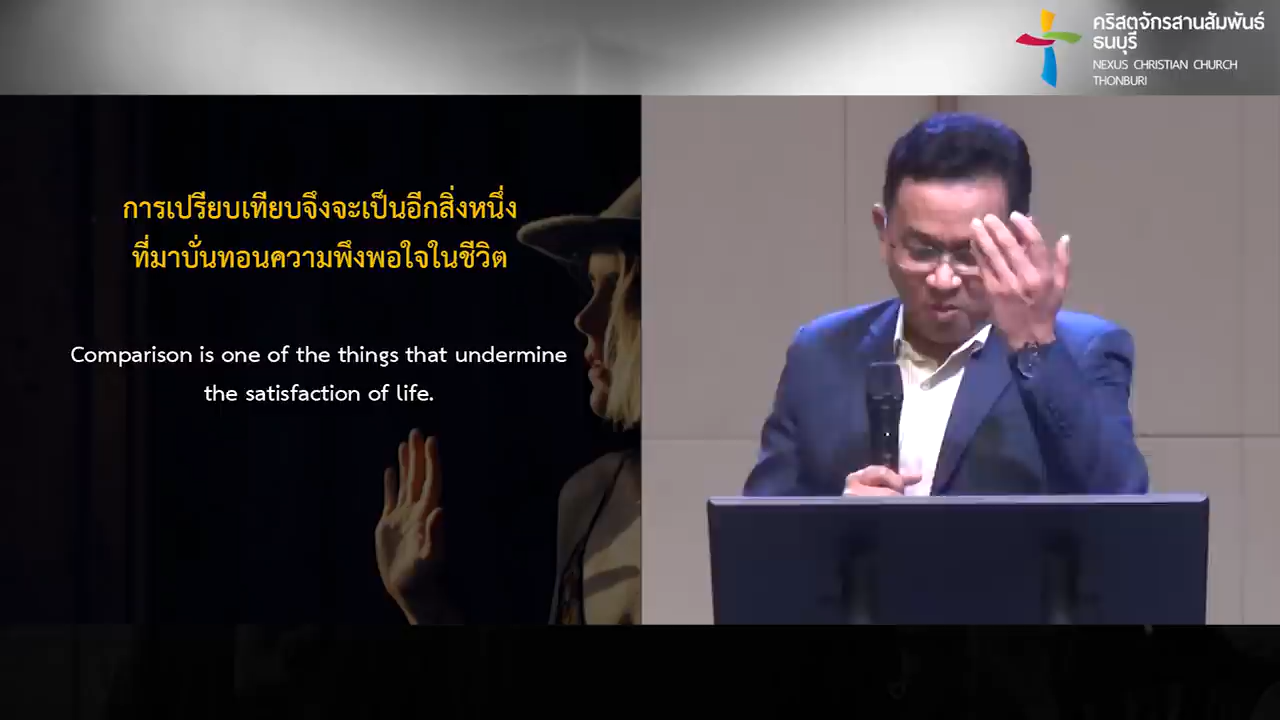 คริสตจักรสานสัมพันธ์
ธนบุรี
NEXUS CHRISTIAN CHURCH
THONBURI
การเปรียบเทียบจึงจะเป็นอีกสิ่งหนึ่ง
ที่มาบั่นทอนความพึงพอใจในชีวิต
Comparison is one of the things that undermine
the satisfaction of life.